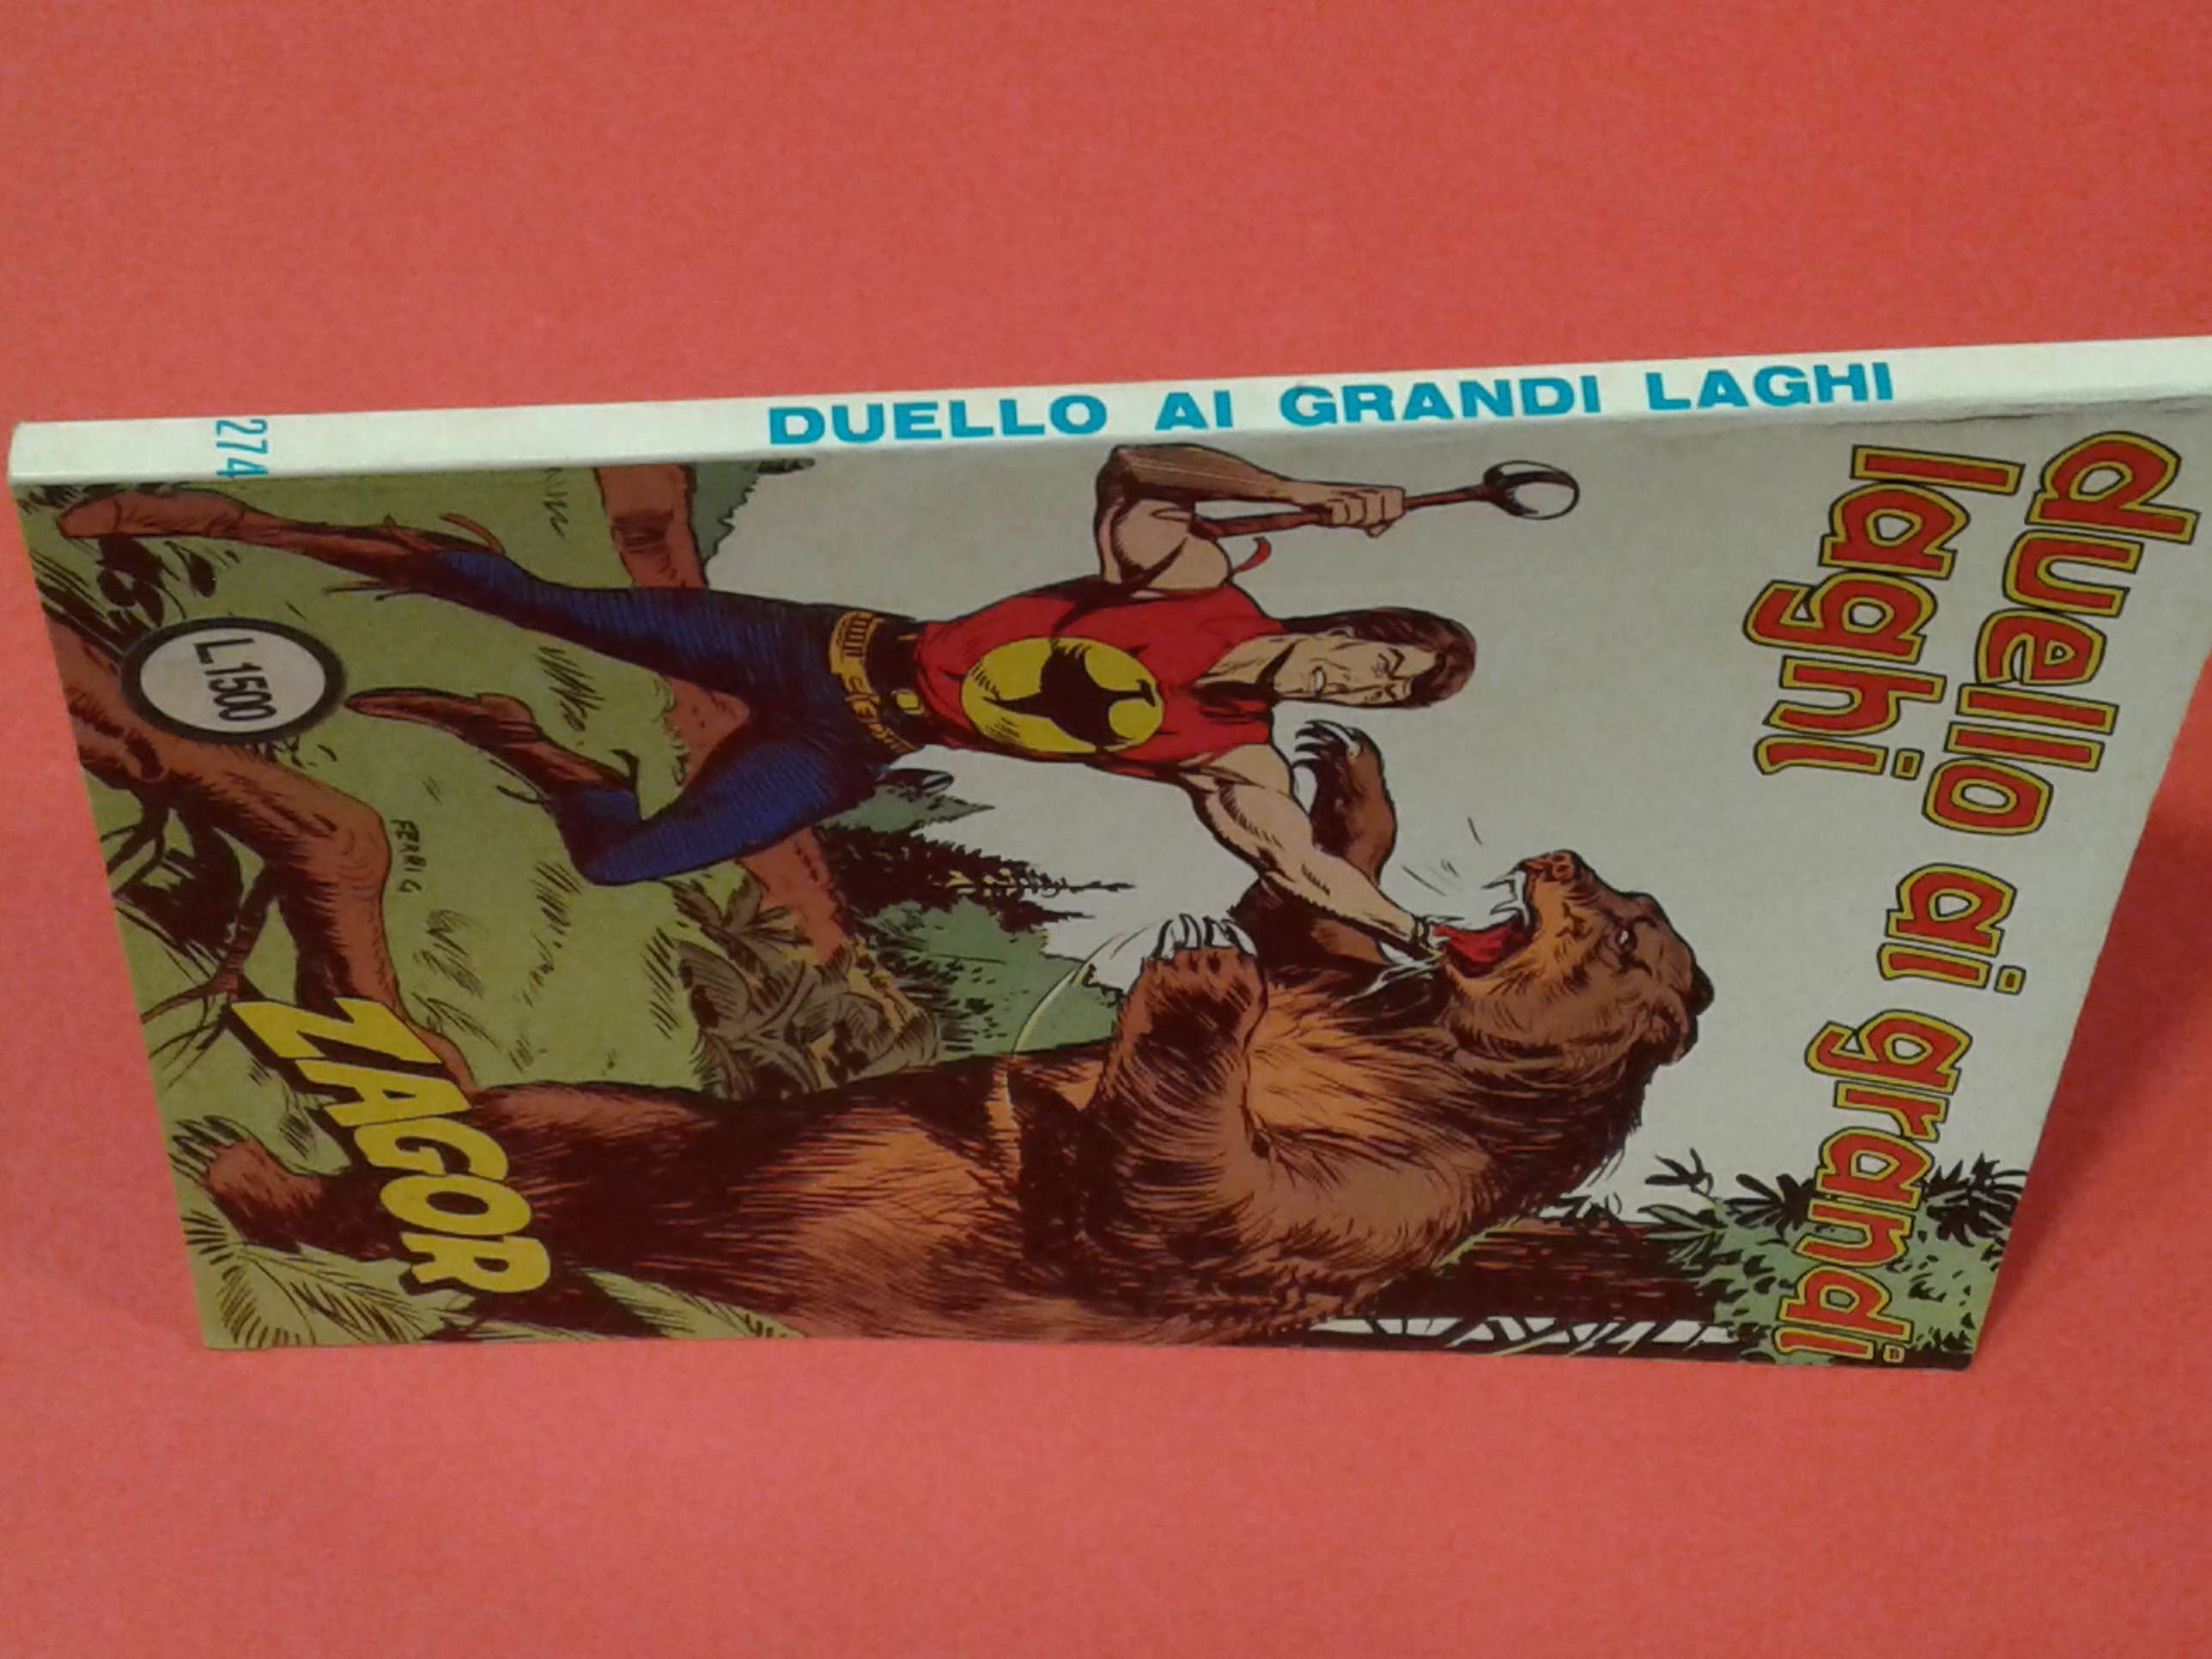 DUELLO AI GRANDI LAGHI
274
duello ai grandi
laghi
L.1500
FERRI G
ZAGOR